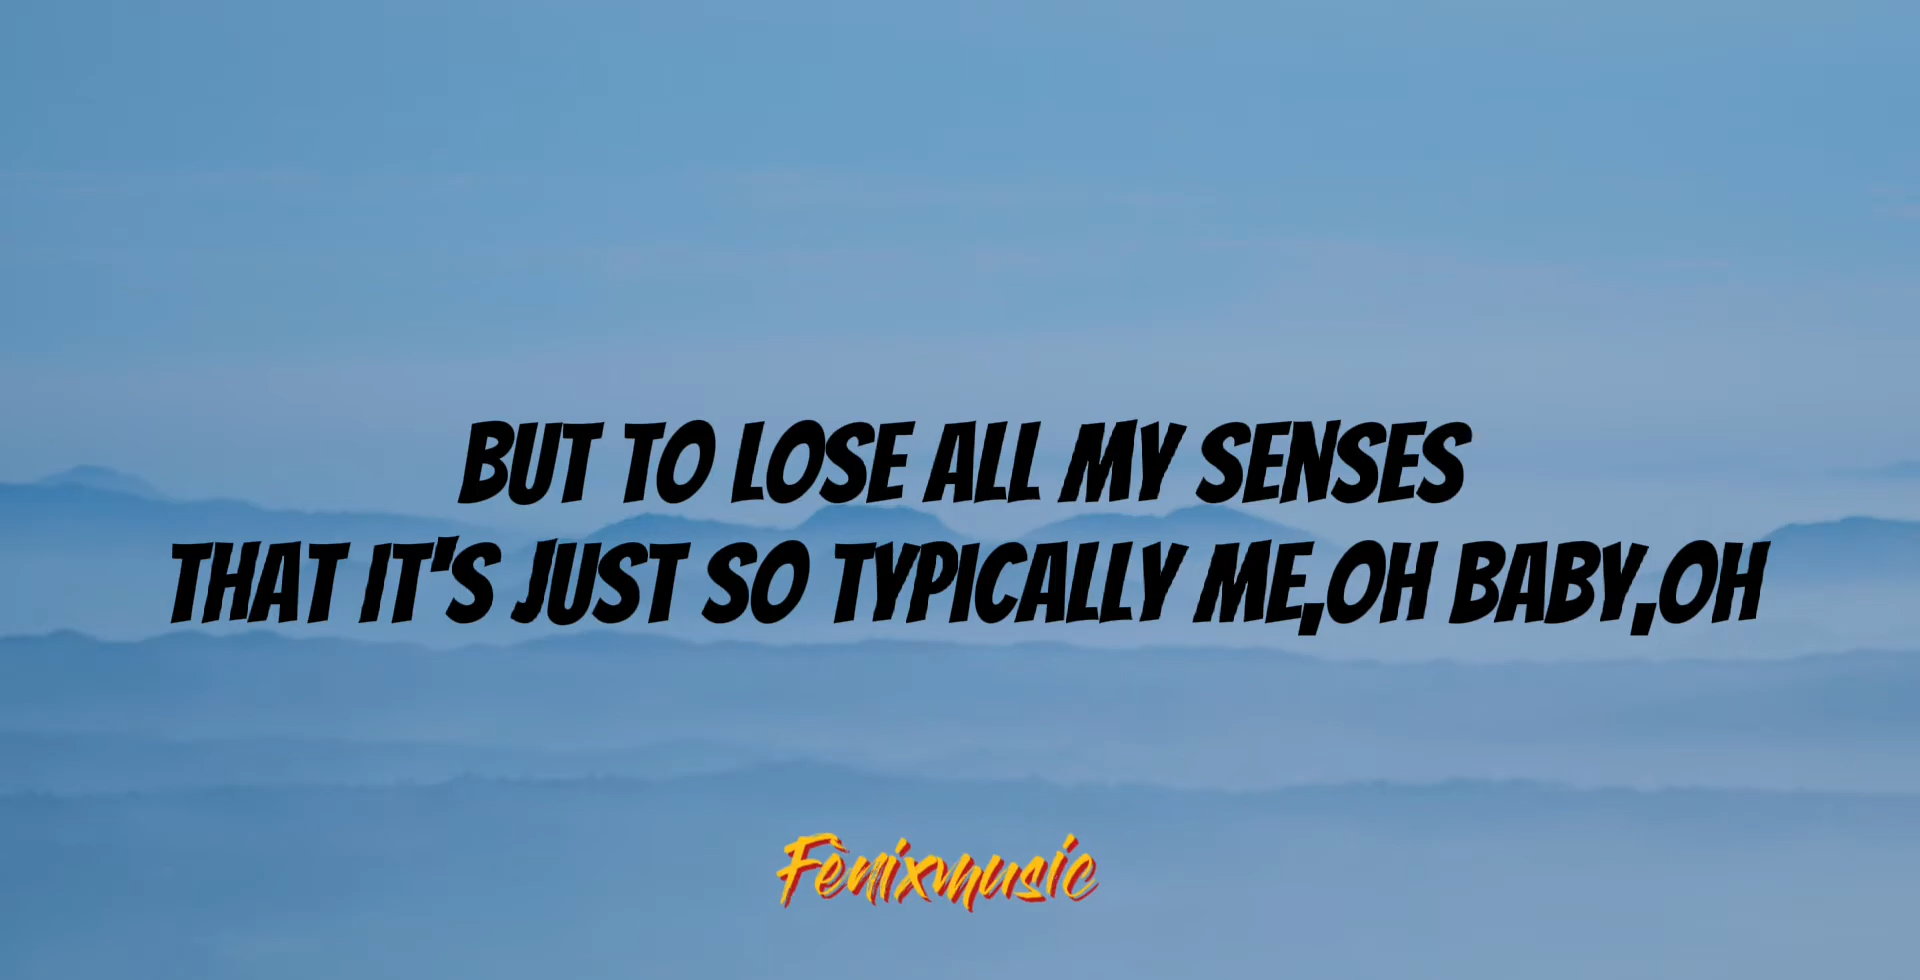 BUT TO LOSE ALL MY SENSES
THAT IT'S JUST SO TYPICALLY ME,OH BABY,OH
Fenixmusic